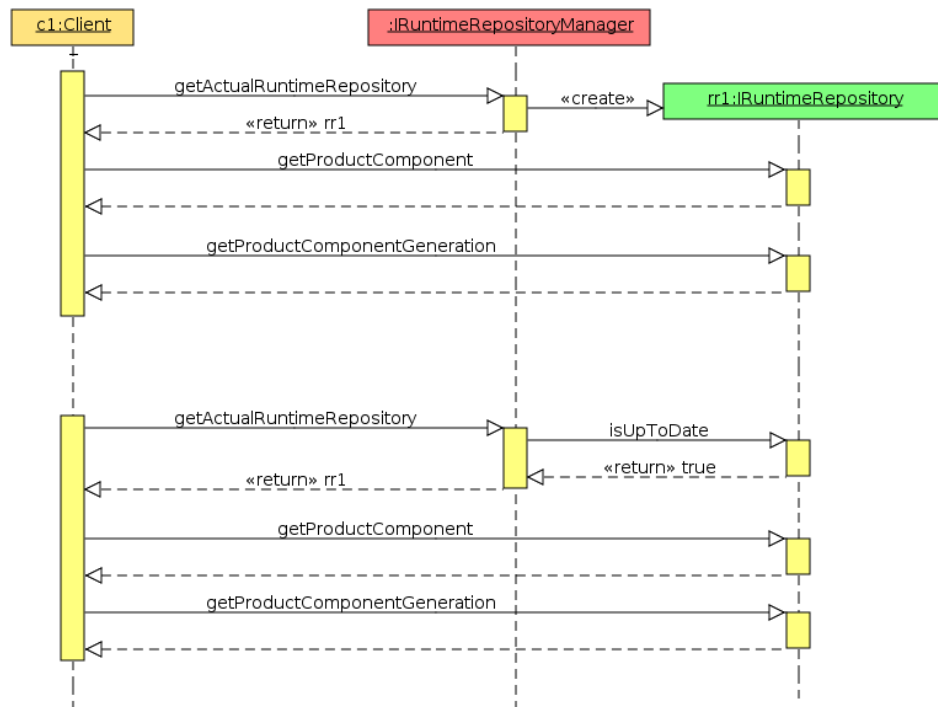 c1:Client
:IRuntimeRepositoryManager
getActualRuntimeRepository
«create»
rr1:IRuntimeRepository
«return» rr1
getProductComponent
getProductComponentGeneration
getActualRuntimeRepository
isUpToDate
«return» true
«return» rr1
getProductComponent
getProductComponentGeneration